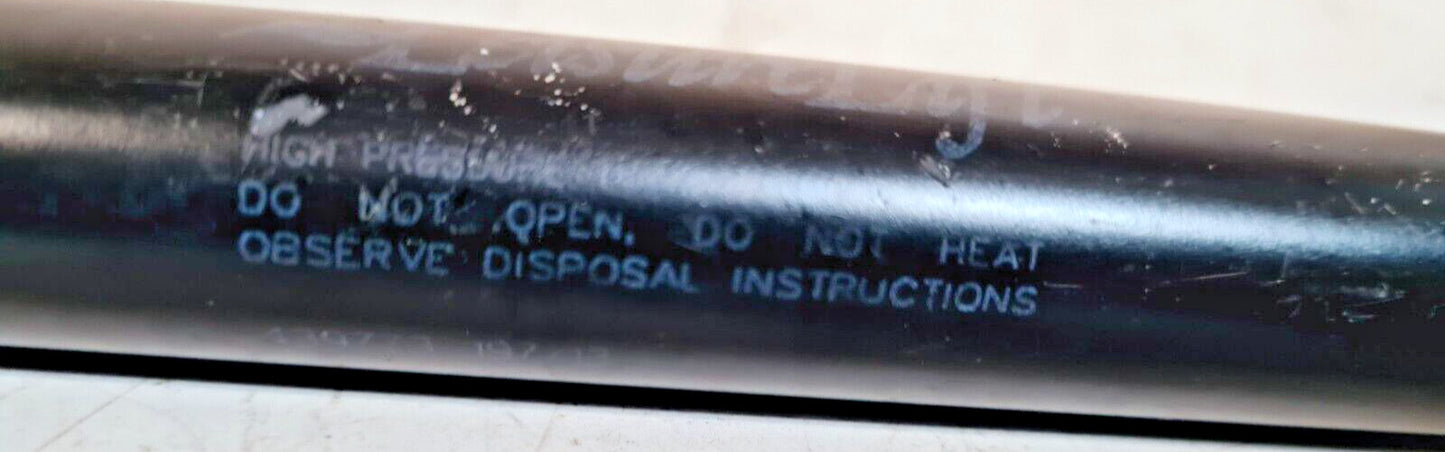 HIGH PRESSURE
DO NOT OPEN. DO NOT HEAT
OBSERVE DISPOSAL INSTRUCTIONS